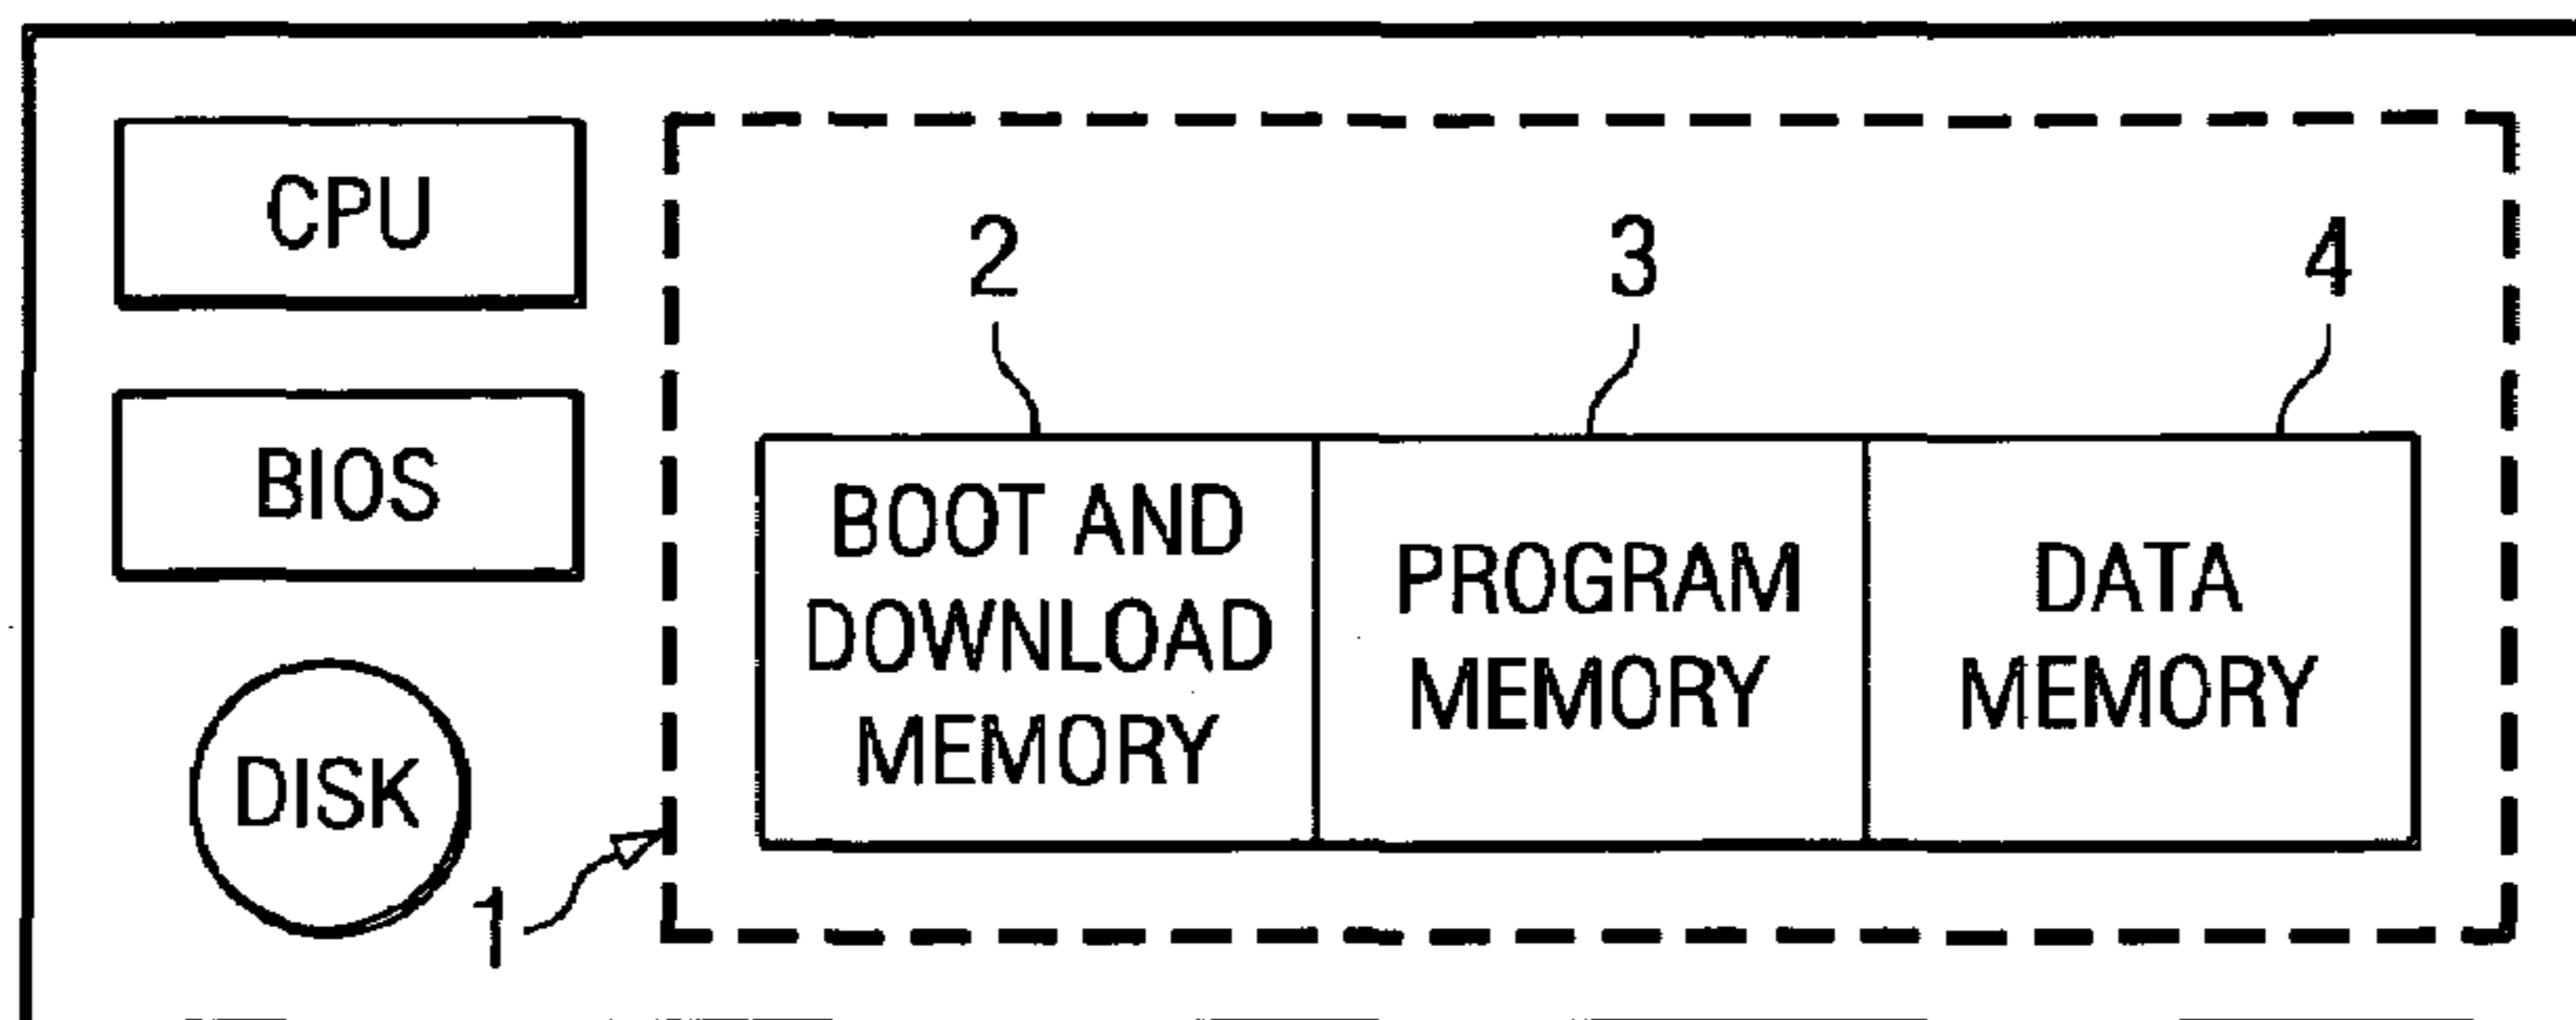 CPU
BIOS
DISK
1
2
3
4
BOOT AND
DOWNLOAD
MEMORY
PROGRAM
MEMORY
DATA
MEMORY